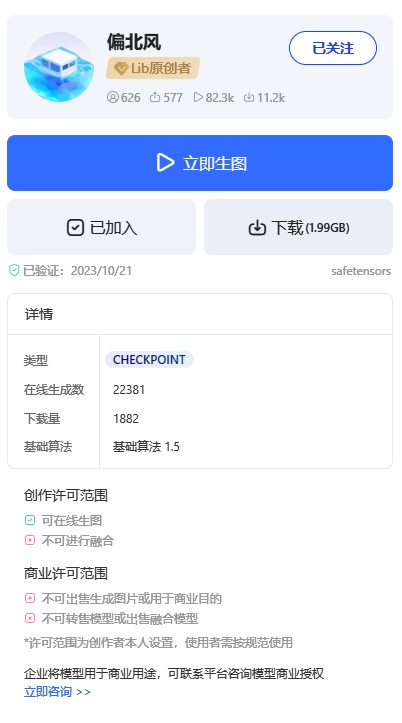 偏北风
已关注
Lib原创者
626 577 82.3k 11.2k
立即生图
已加入
下载 (1.99GB)
已验证：2023/10/21
safetensors
详情
类型 CHECKPOINT
在线生成数 22381
下载量 1882
基础算法 基础算法 1.5
创作许可范围
可在线生图
不可进行融合
商业许可范围
不可出售生成图片或用于商业目的
不可转售模型或出售融合模型
*许可范围为创作者本人设置，使用者需按规范使用
企业将模型用于商业用途，可联系平台咨询模型商业授权
立即咨询 >>